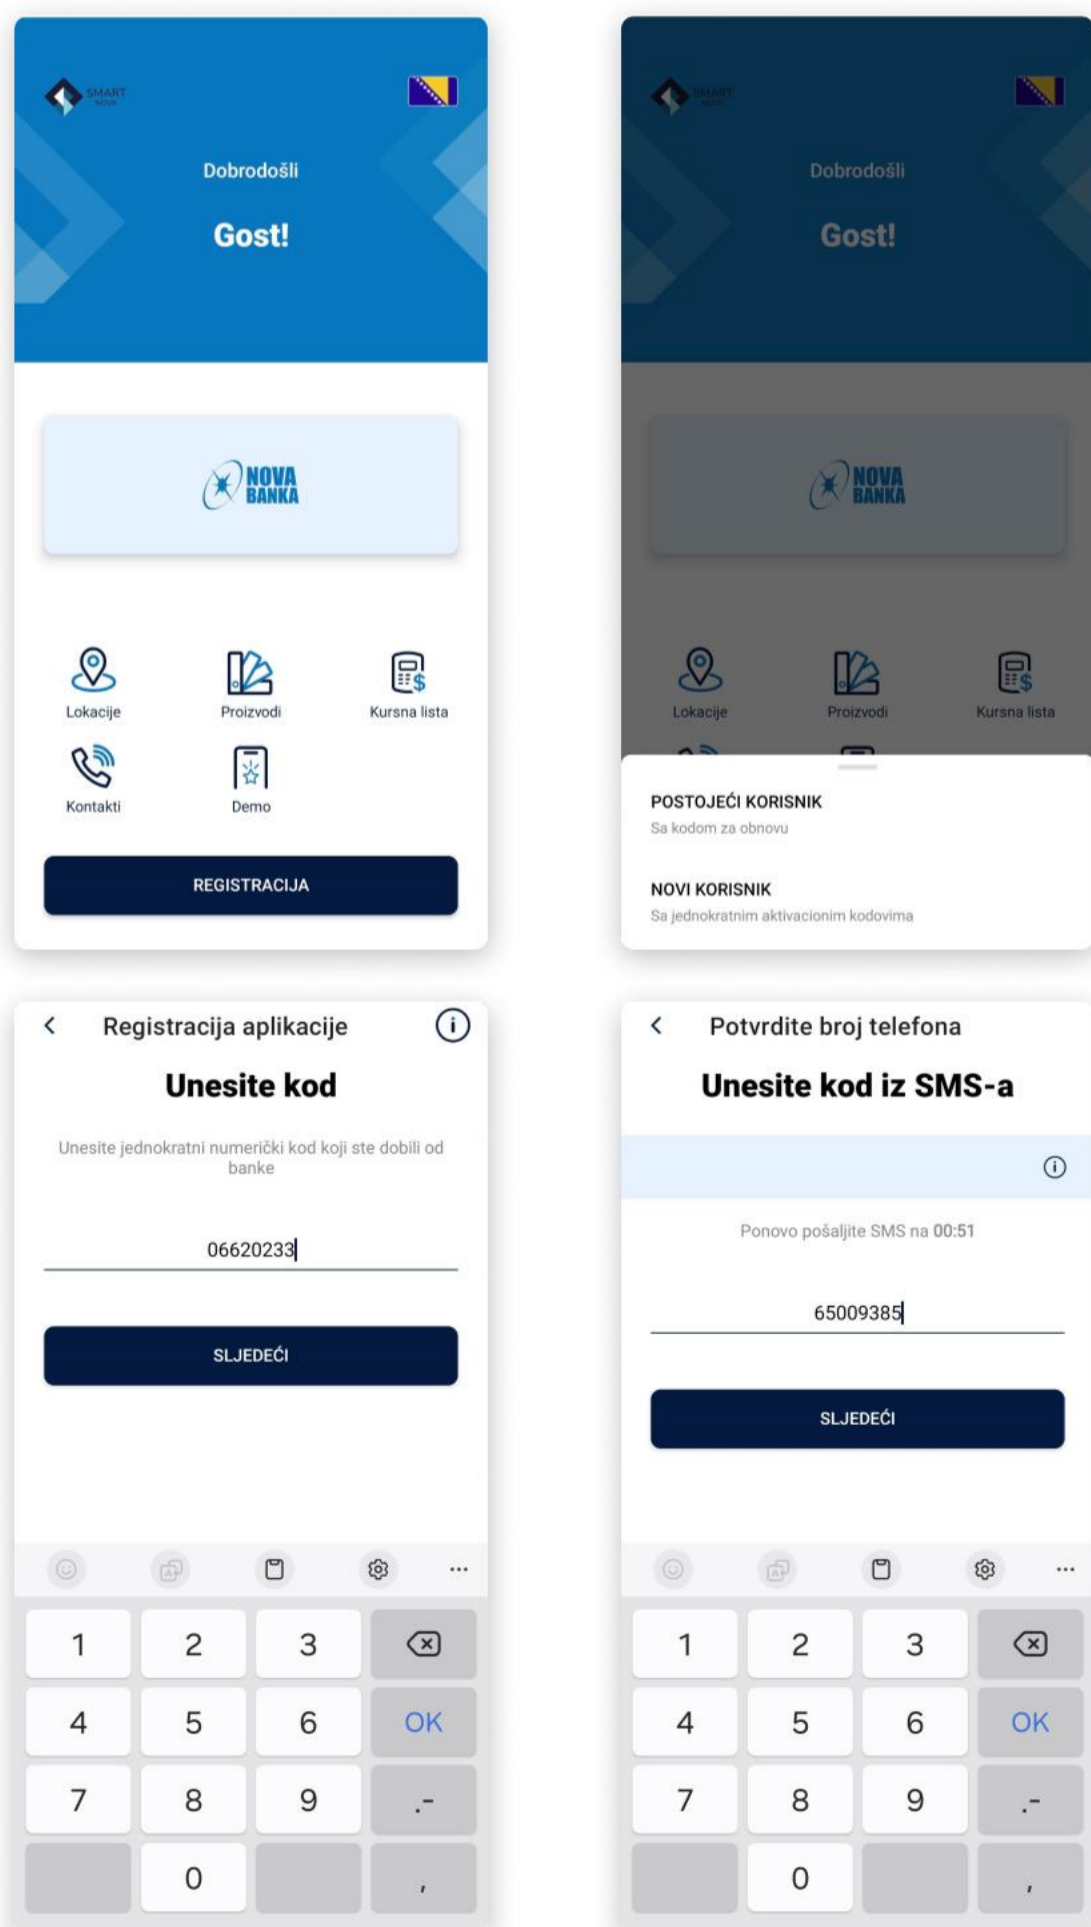 SMART
NOVA
Dobrodošli
Gost!
NOVA
BANKA
Lokacije
Proizvodi
Kursna lista
Kontakti
Demo
REGISTRACIJA
SMART
NOVA
Dobrodošli
Gost!
NOVA
BANKA
Lokacije
Proizvodi
Kursna lista
POSTOJEĆI KORISNIK
Sa kodom za obnovu
NOVI KORISNIK
Sa jednokratnim aktivacionim kodovima
Registracija aplikacije
Unesite kod
Unesite jednokratni numerički kod koji ste dobili od
banke
06620233
SLJEDEĆI
1 2 3
4 5 6 OK
7 8 9 .-
0 ,
Potvrdite broj telefona
Unesite kod iz SMS-a
Ponovo pošaljite SMS na 00:51
65009385
SLJEDEĆI
1 2 3
4 5 6 OK
7 8 9 .-
0 ,